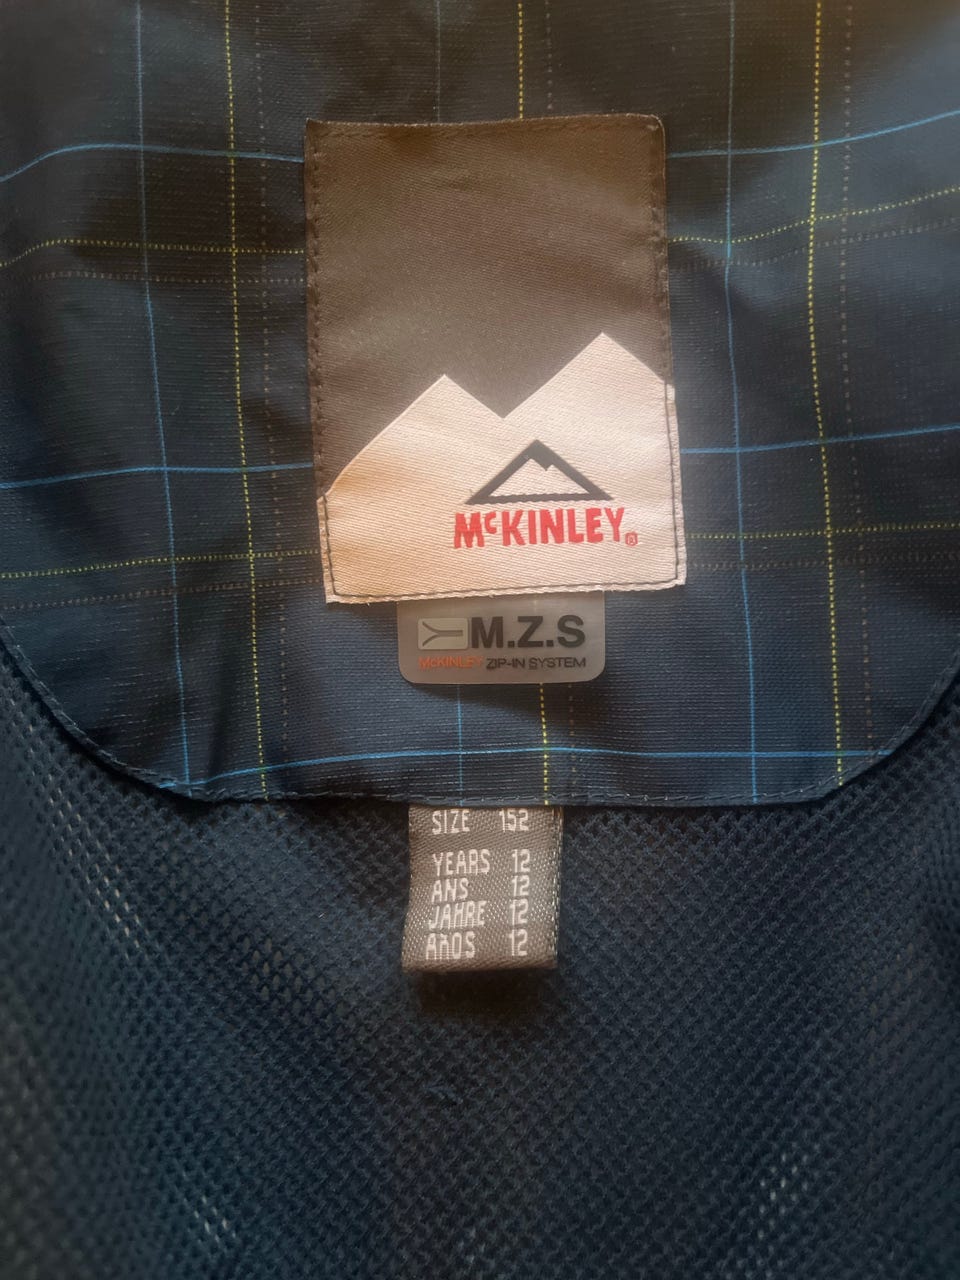 McKINLEY®
M.Z.S
McKINLEY ZIP-IN SYSTEM
SIZE 152
YEARS 12
ANS 12
JAHRE 12
AÑOS 12